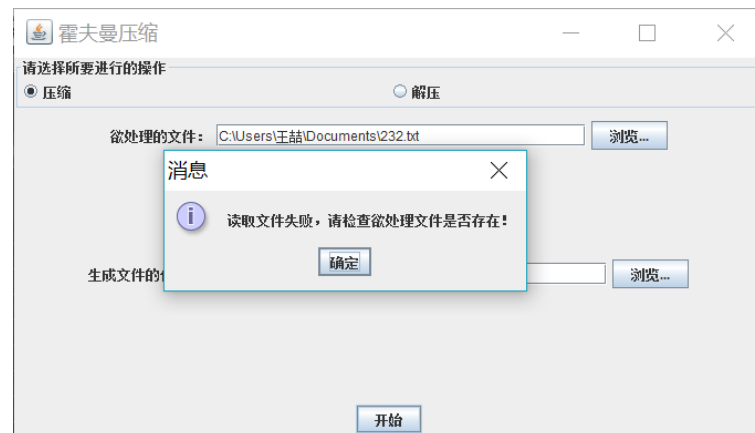 霍夫曼压缩
请选择所要进行的操作
压缩
解压
欲处理的文件： C:\Users\王喆\Documents\232.txt 浏览...
消息
读取文件失败，请检查欲处理文件是否存在！
确定
生成文件的 浏览...
开始